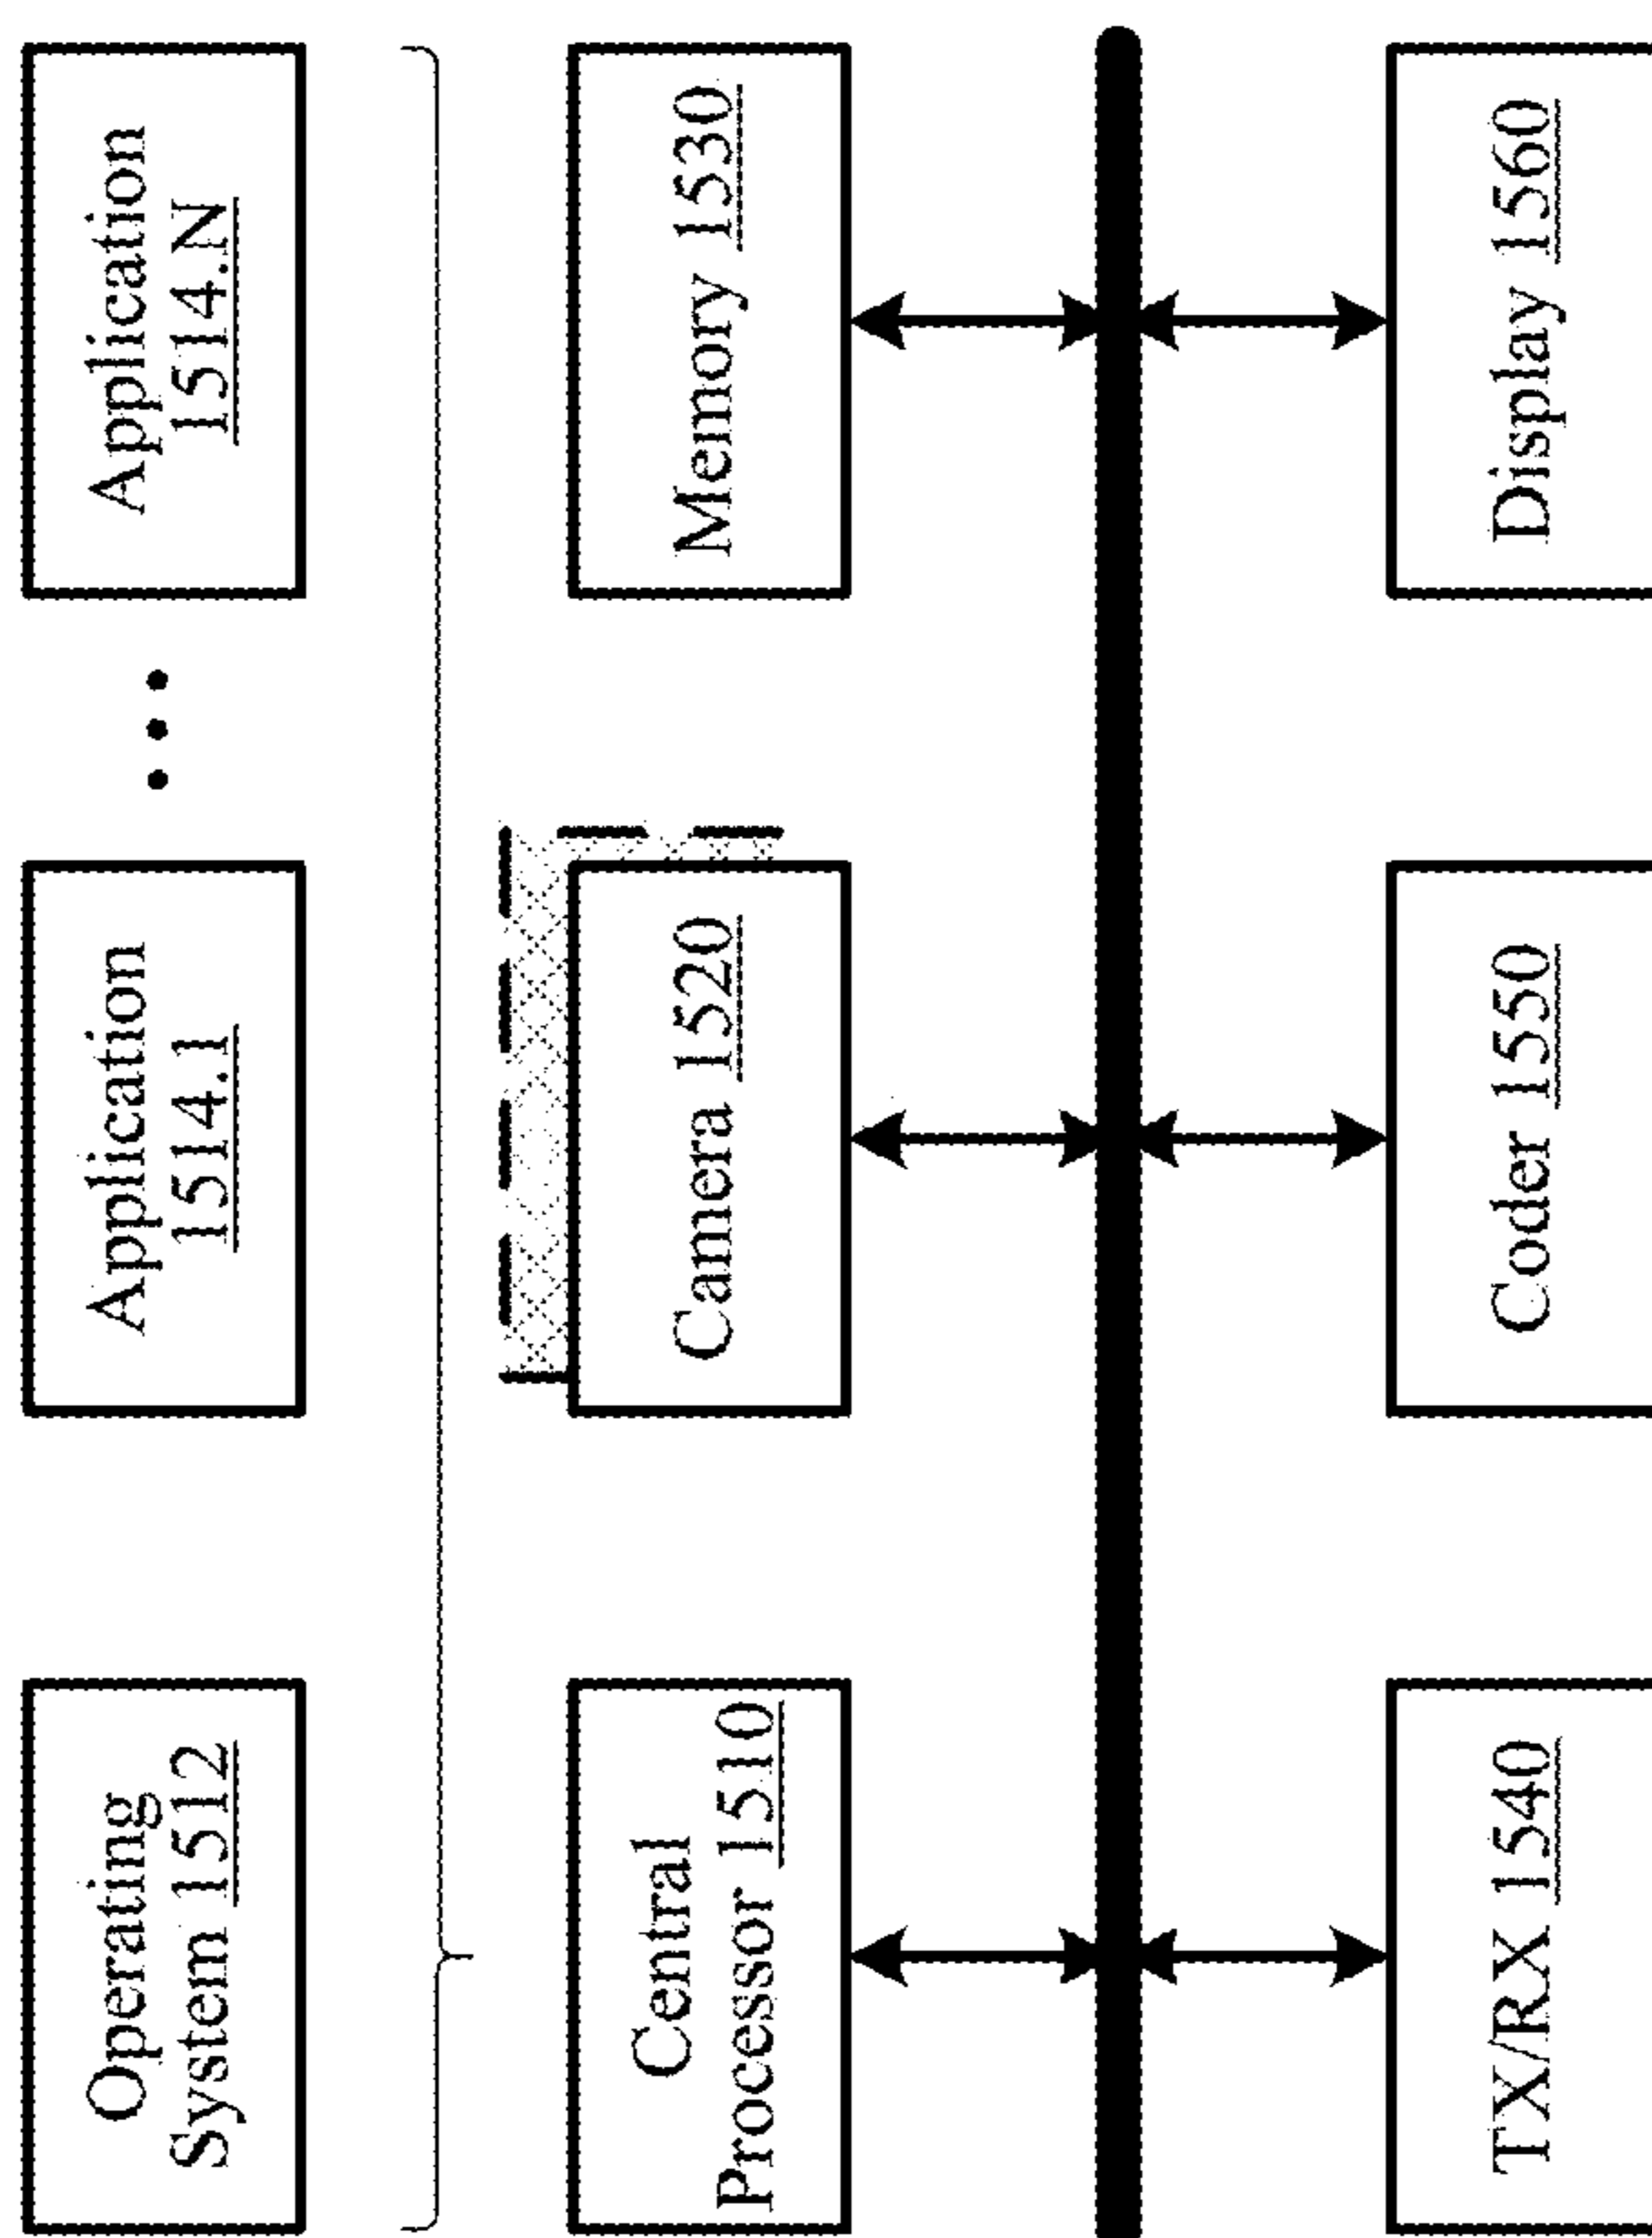 Operating
System 1512
Application
1514.1
Application
1514.N
Central
Processor 1510
Camera 1520
Memory 1530
TX/RX 1540
Coder 1550
Display 1560